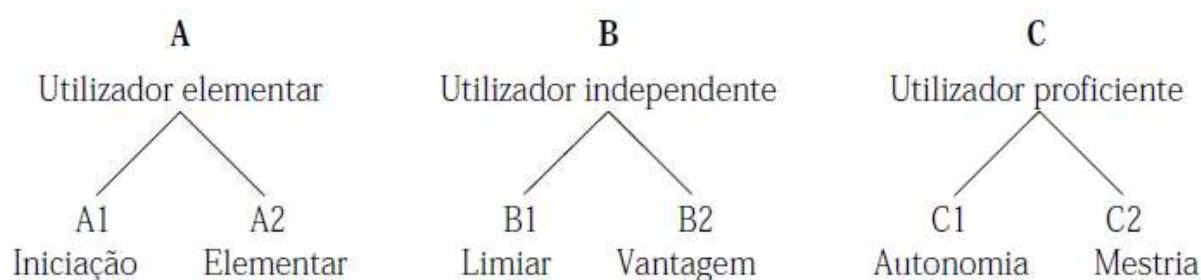 A B C
Utilizador elementar Utilizador independente Utilizador proficiente
A1 A2 B1 B2 C1 C2
Iniciação Elementar Limiar Vantagem Autonomia Mestria